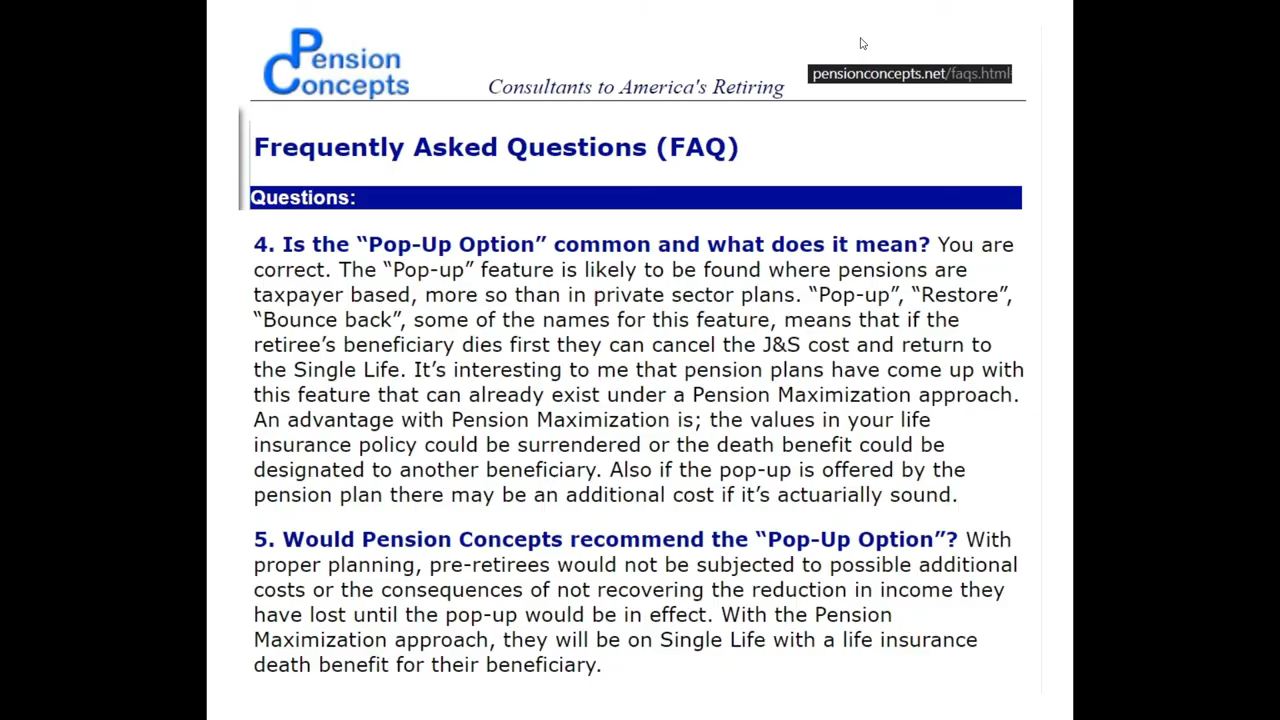 Pension
Concepts
Consultants to America's Retiring
pensionconcepts.net/faqs.html
Frequently Asked Questions (FAQ)
Questions:
4. Is the “Pop-Up Option” common and what does it mean? You are
correct. The “Pop-up” feature is likely to be found where pensions are
taxpayer based, more so than in private sector plans. “Pop-up”, “Restore”,
“Bounce back”, some of the names for this feature, means that if the
retiree’s beneficiary dies first they can cancel the J&S cost and return to
the Single Life. It’s interesting to me that pension plans have come up with
this feature that can already exist under a Pension Maximization approach.
An advantage with Pension Maximization is; the values in your life
insurance policy could be surrendered or the death benefit could be
designated to another beneficiary. Also if the pop-up is offered by the
pension plan there may be an additional cost if it’s actuarially sound.
5. Would Pension Concepts recommend the “Pop-Up Option”? With
proper planning, pre-retirees would not be subjected to possible additional
costs or the consequences of not recovering the reduction in income they
have lost until the pop-up would be in effect. With the Pension
Maximization approach, they will be on Single Life with a life insurance
death benefit for their beneficiary.